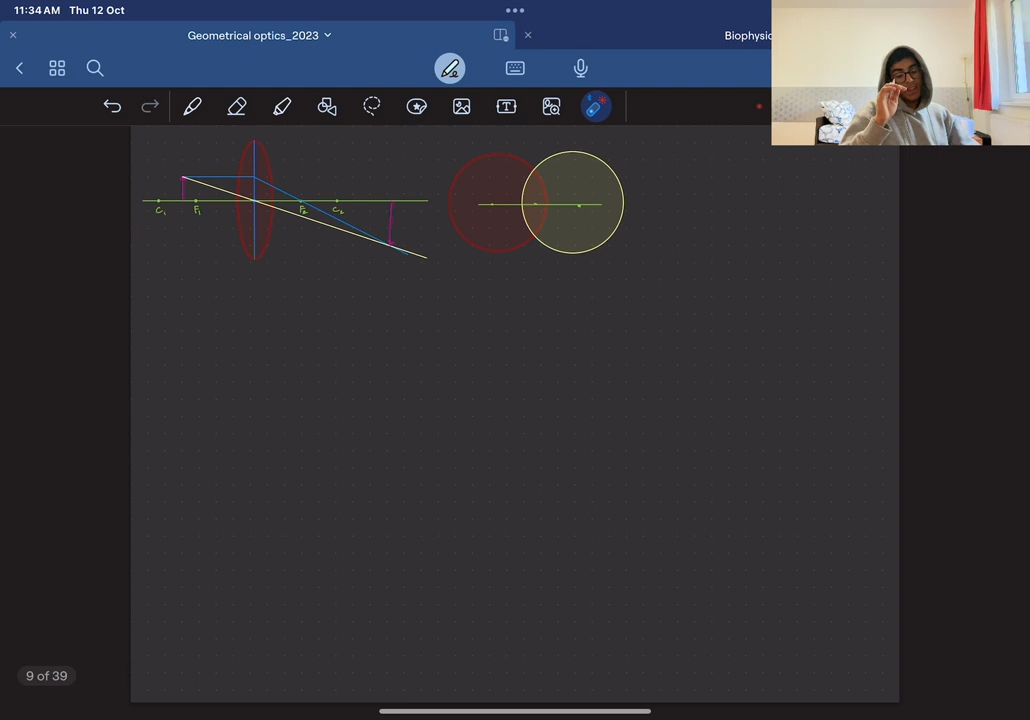 11:34 AM Thu 12 Oct
Geometrical optics_2023
Biophysic
C₁ F₁ F₂ C₂
9 of 39